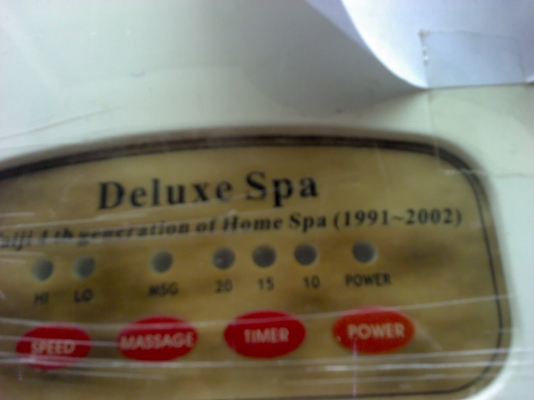 Deluxe Spa
4th generation of Home Spa (1991~2002)
HI LO MSG 20 15 10 POWER
SPEED MASSAGE TIMER POWER